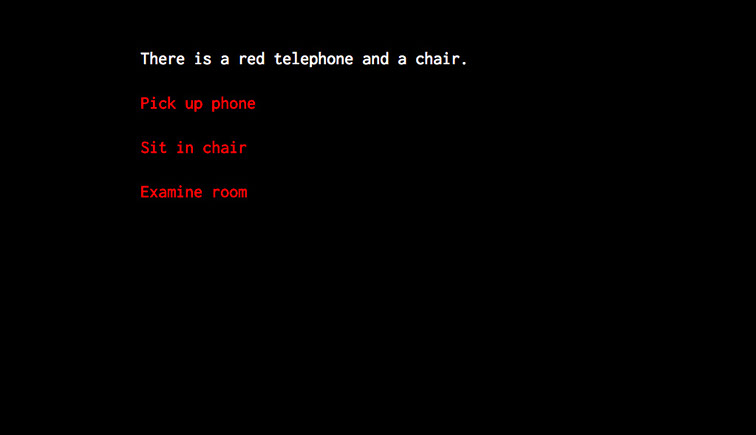 There is a red telephone and a chair.
Pick up phone
Sit in chair
Examine room